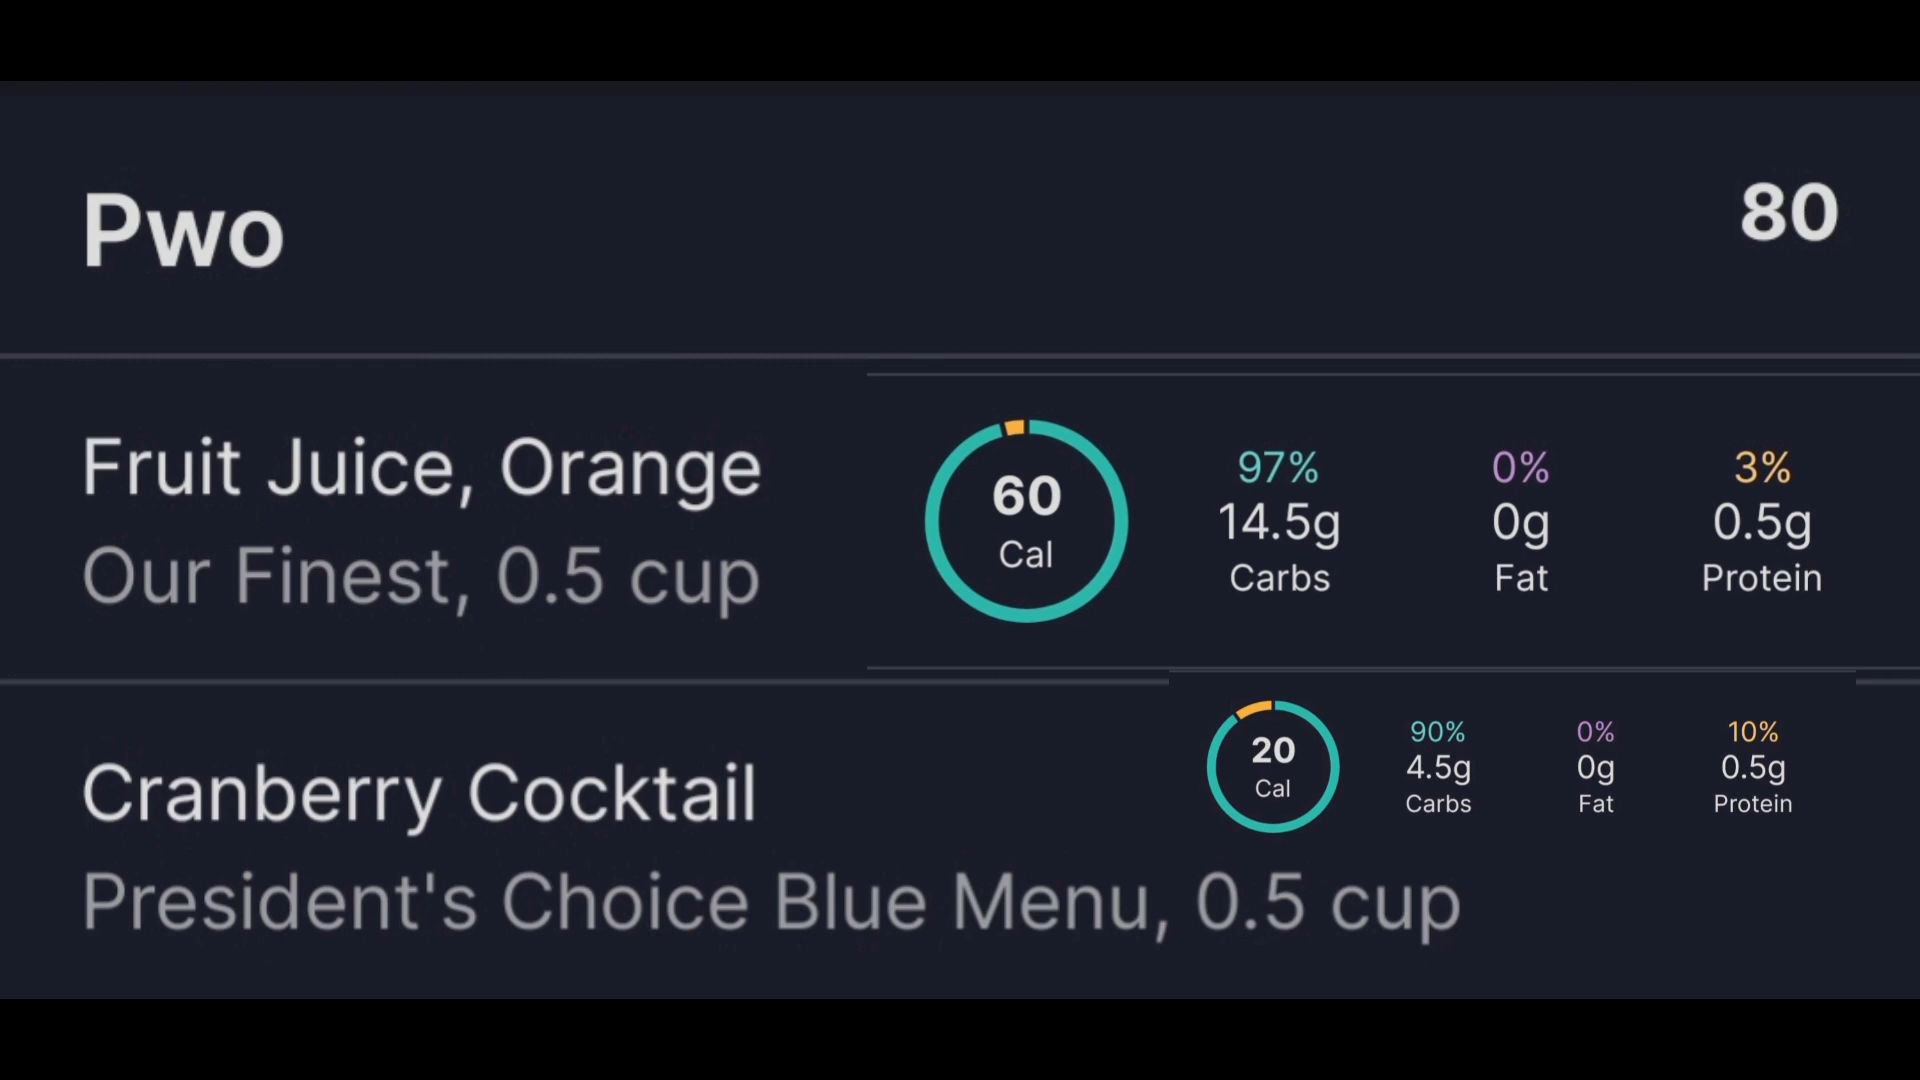 Pwo
80
Fruit Juice, Orange
Our Finest, 0.5 cup
60
Cal
97%
14.5g
Carbs
0%
0g
Fat
3%
0.5g
Protein
Cranberry Cocktail
President's Choice Blue Menu, 0.5 cup
20
Cal
90%
4.5g
Carbs
0%
0g
Fat
10%
0.5g
Protein